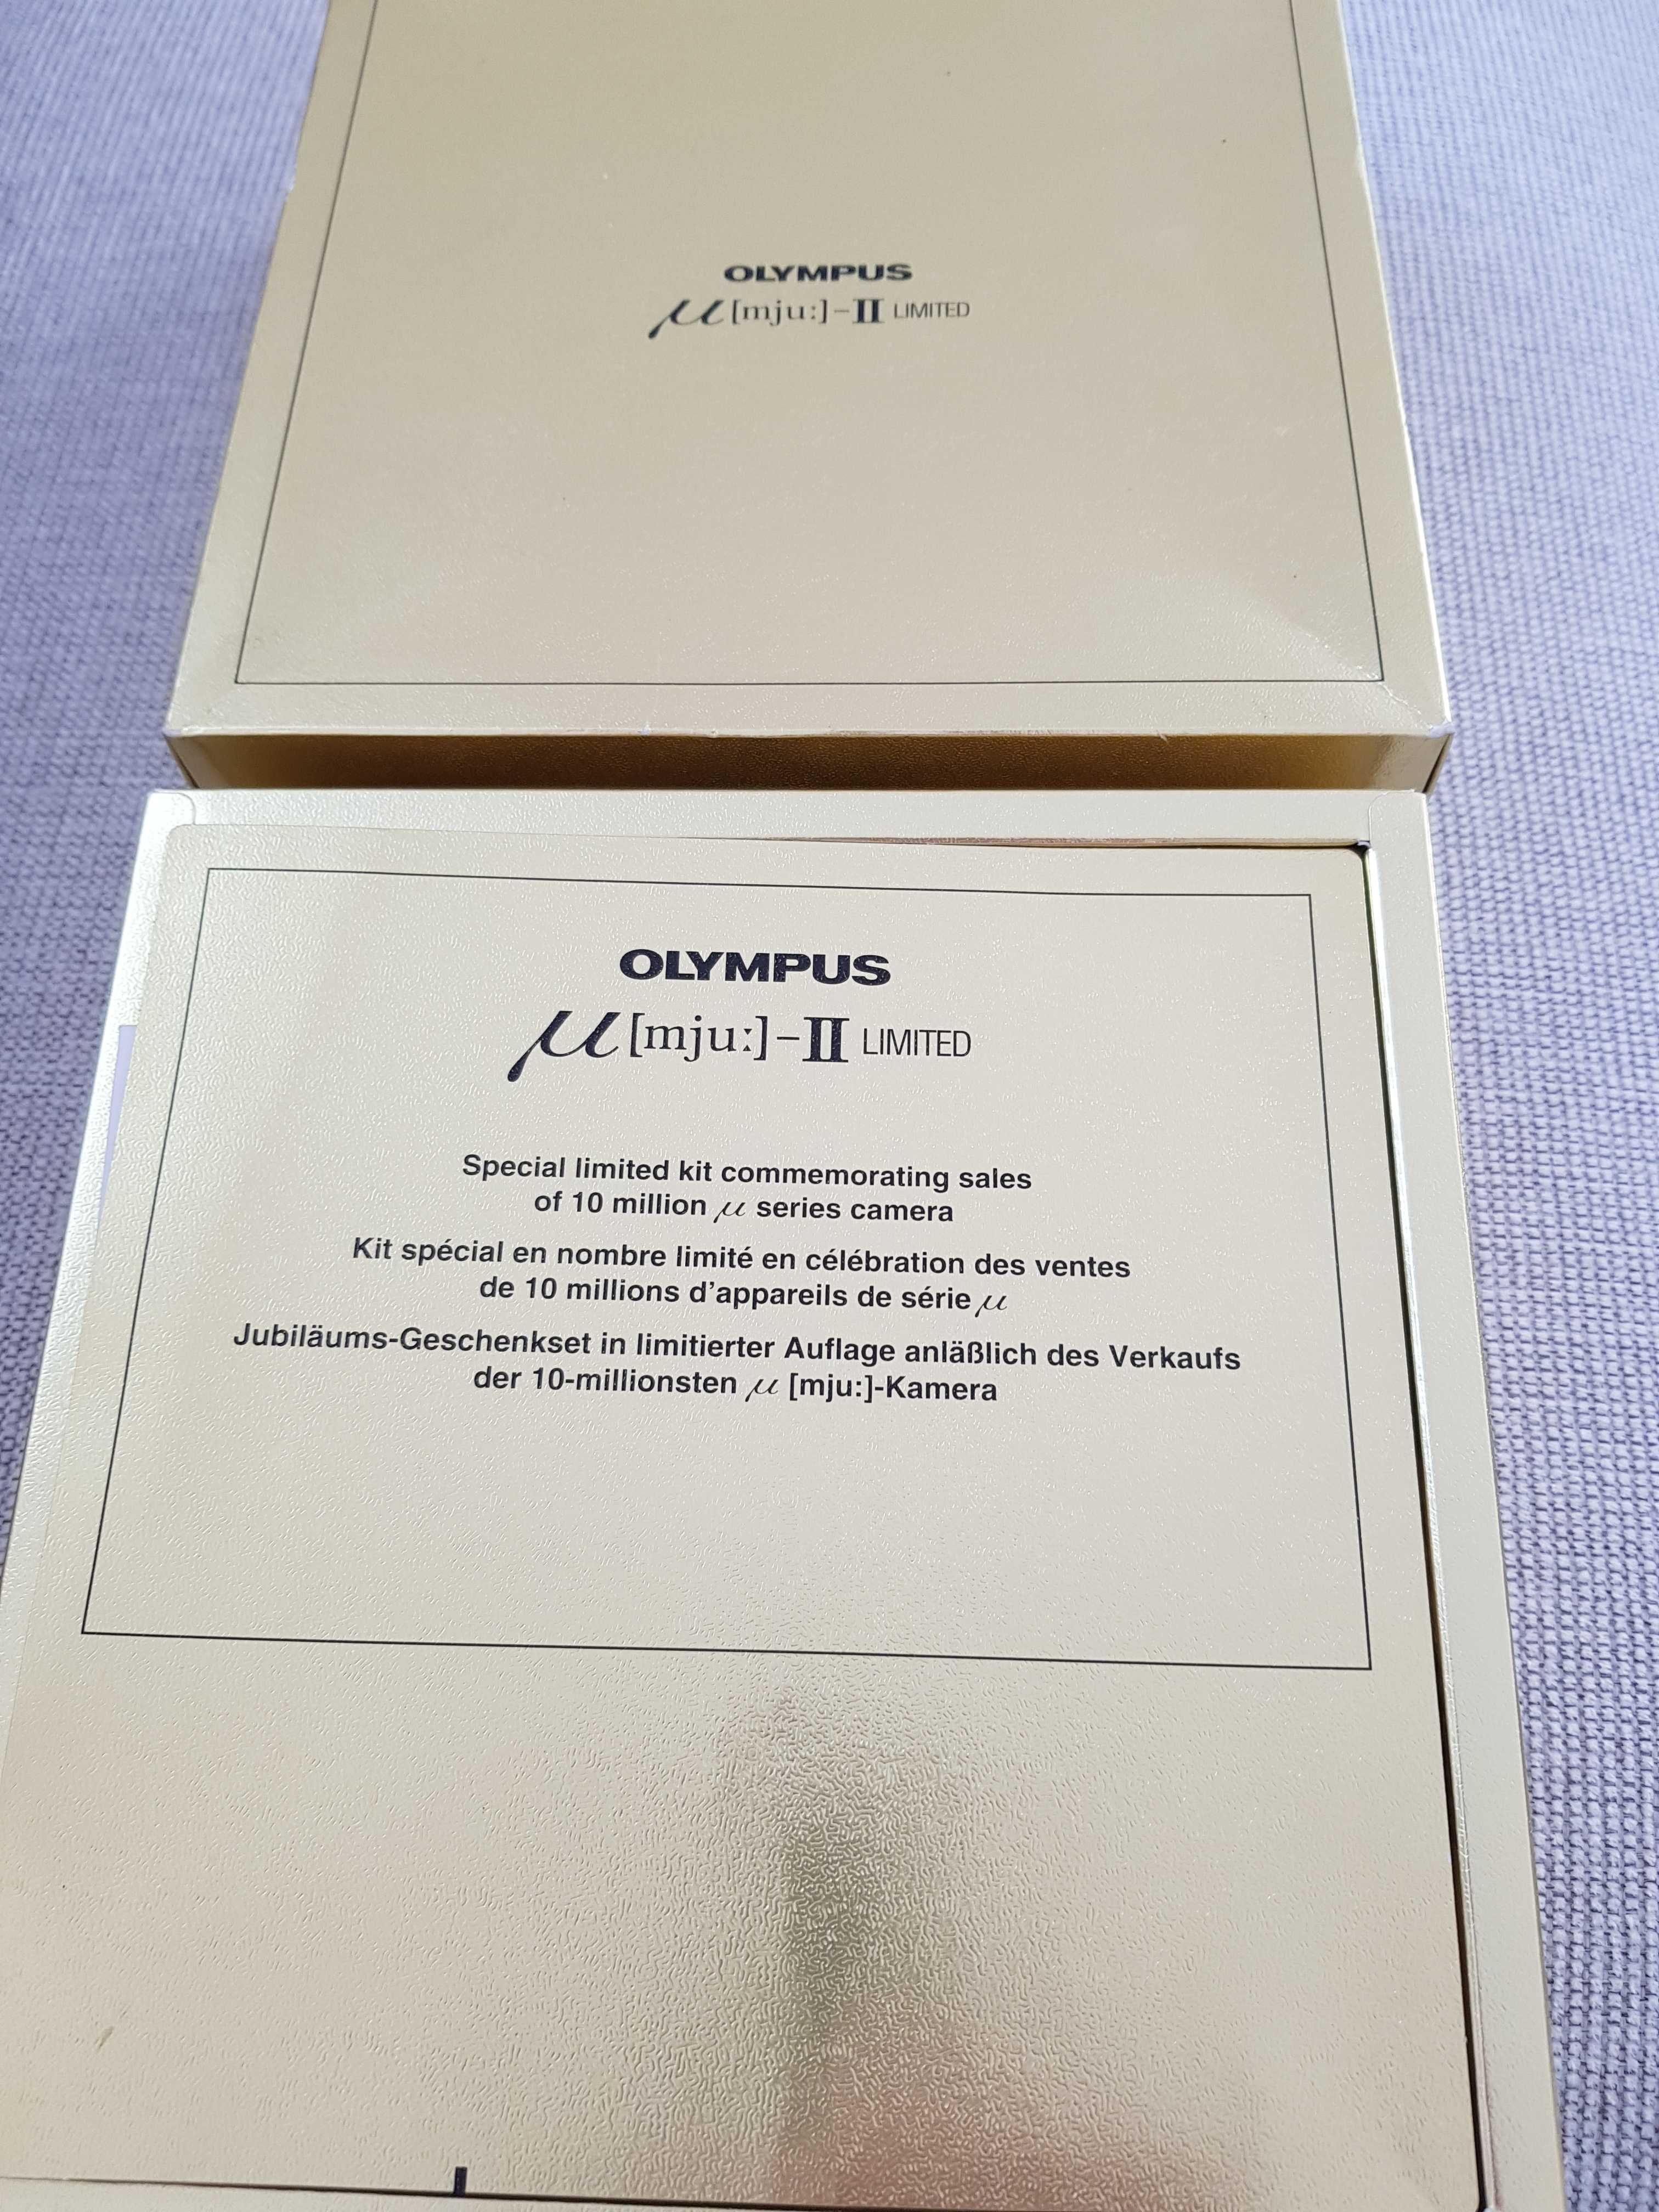 OLYMPUS
μ[mju:]-II LIMITED
OLYMPUS
μ[mju:]-II LIMITED
Special limited kit commemorating sales
of 10 million μ series camera
Kit spécial en nombre limité en célébration des ventes
de 10 millions d'appareils de série μ
Jubiläums-Geschenkset in limitierter Auflage anläßlich des Verkaufs
der 10-millionsten μ [mju:]-Kamera